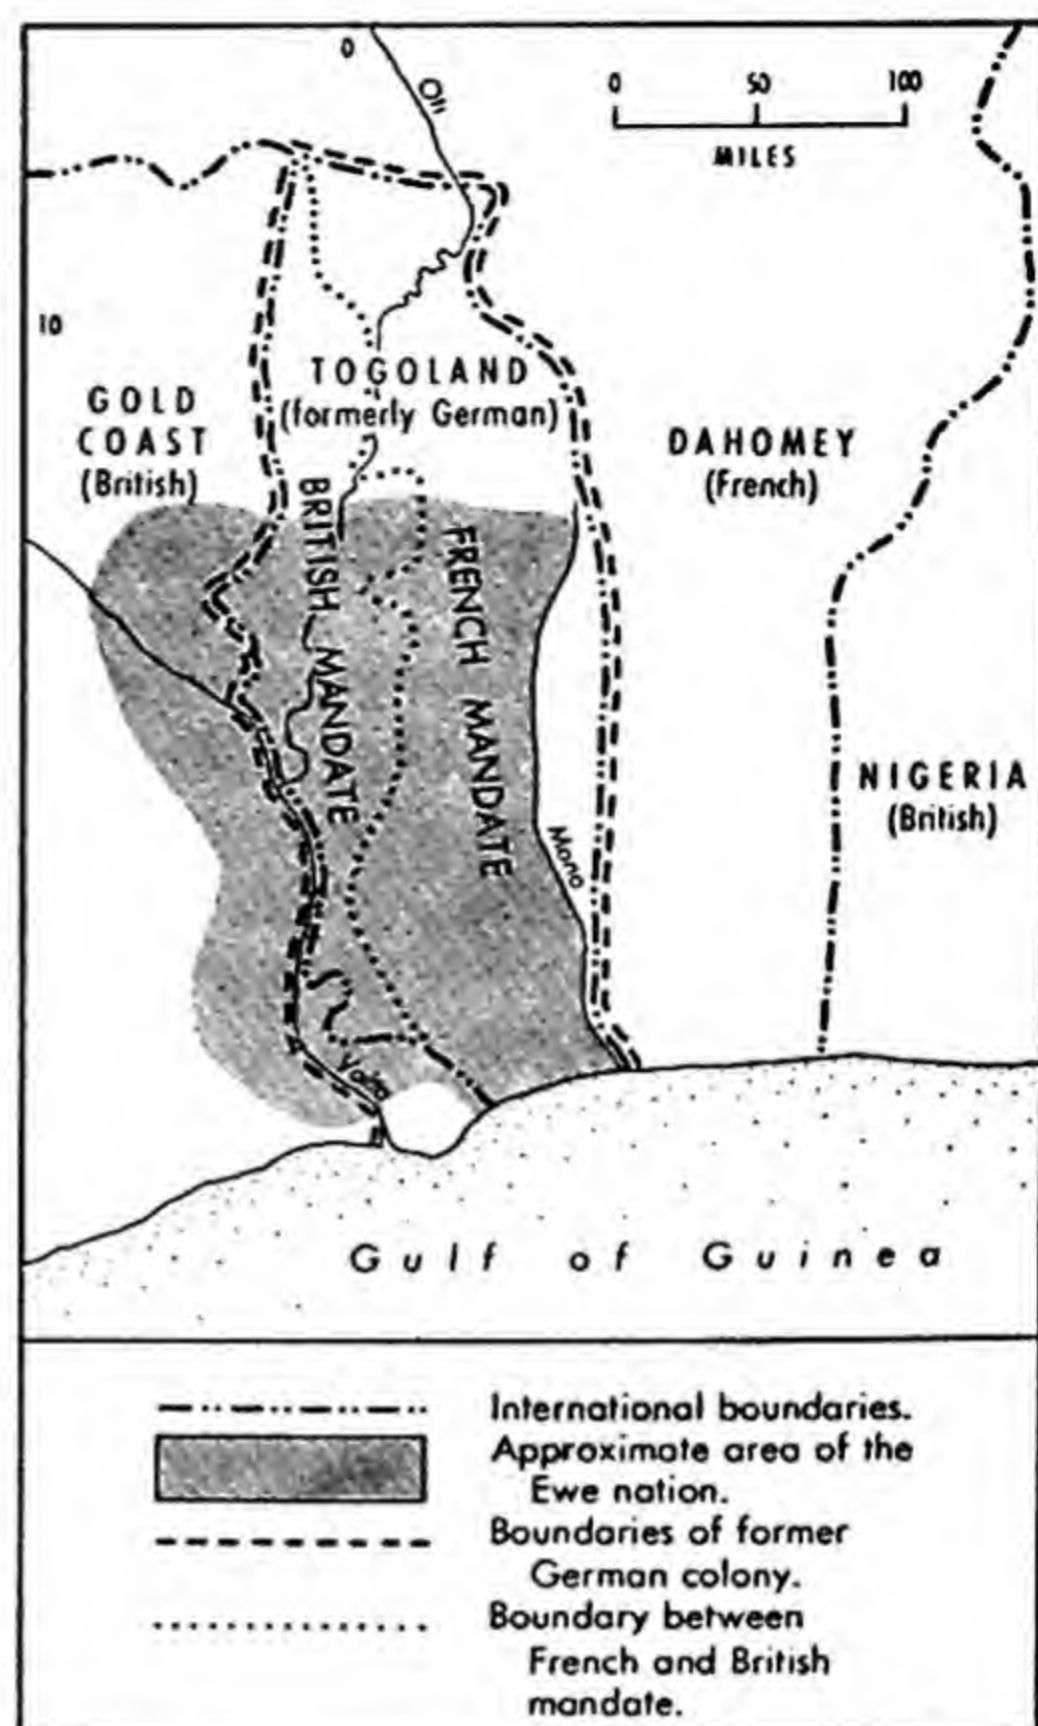 0
Oti
0 50 100
MILES
10
TOGOLAND
(formerly German)
GOLD
COAST
(British)
DAHOMEY
(French)
BRITISH MANDATE
FRENCH MANDATE
NIGERIA
(British)
Mono
Volta
Gulf of Guinea
International boundaries.
Approximate area of the
Ewe nation.
Boundaries of former
German colony.
Boundary between
French and British
mandate.